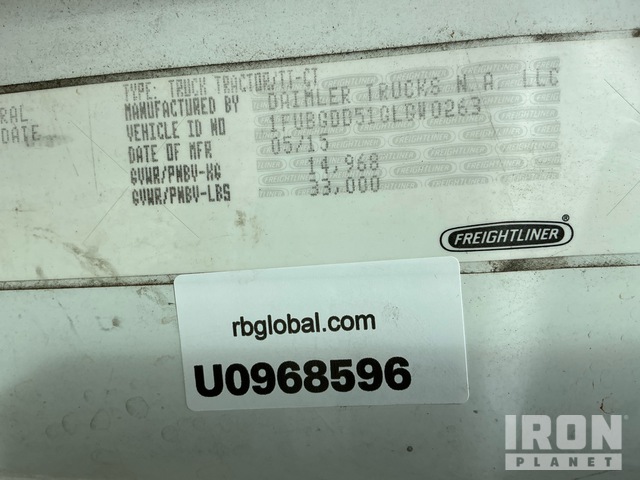 TYPE: TRUCK TRACTOR/TT-CT
MANUFACTURED BY DAIMLER TRUCKS N.A. LLC
VEHICLE ID NO 1FUBGDD51GLGW0263
DATE OF MFR 05/15
GVWR/PNBV-KG 14,968
GVWR/PNBV-LBS 33,000
RAL
DATE
FREIGHTLINER®
rbglobal.com
U0968596
IRON
PLANET